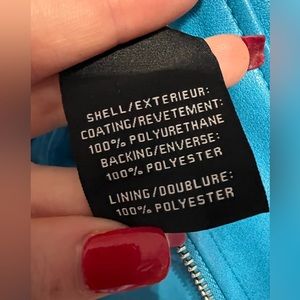 SHELL/EXTERIEUR:
COATING/REVETEMENT:
100% POLYURETHANE
BACKING/ENVERSE:
100% POLYESTER
LINING/DOUBLURE:
100% POLYESTER